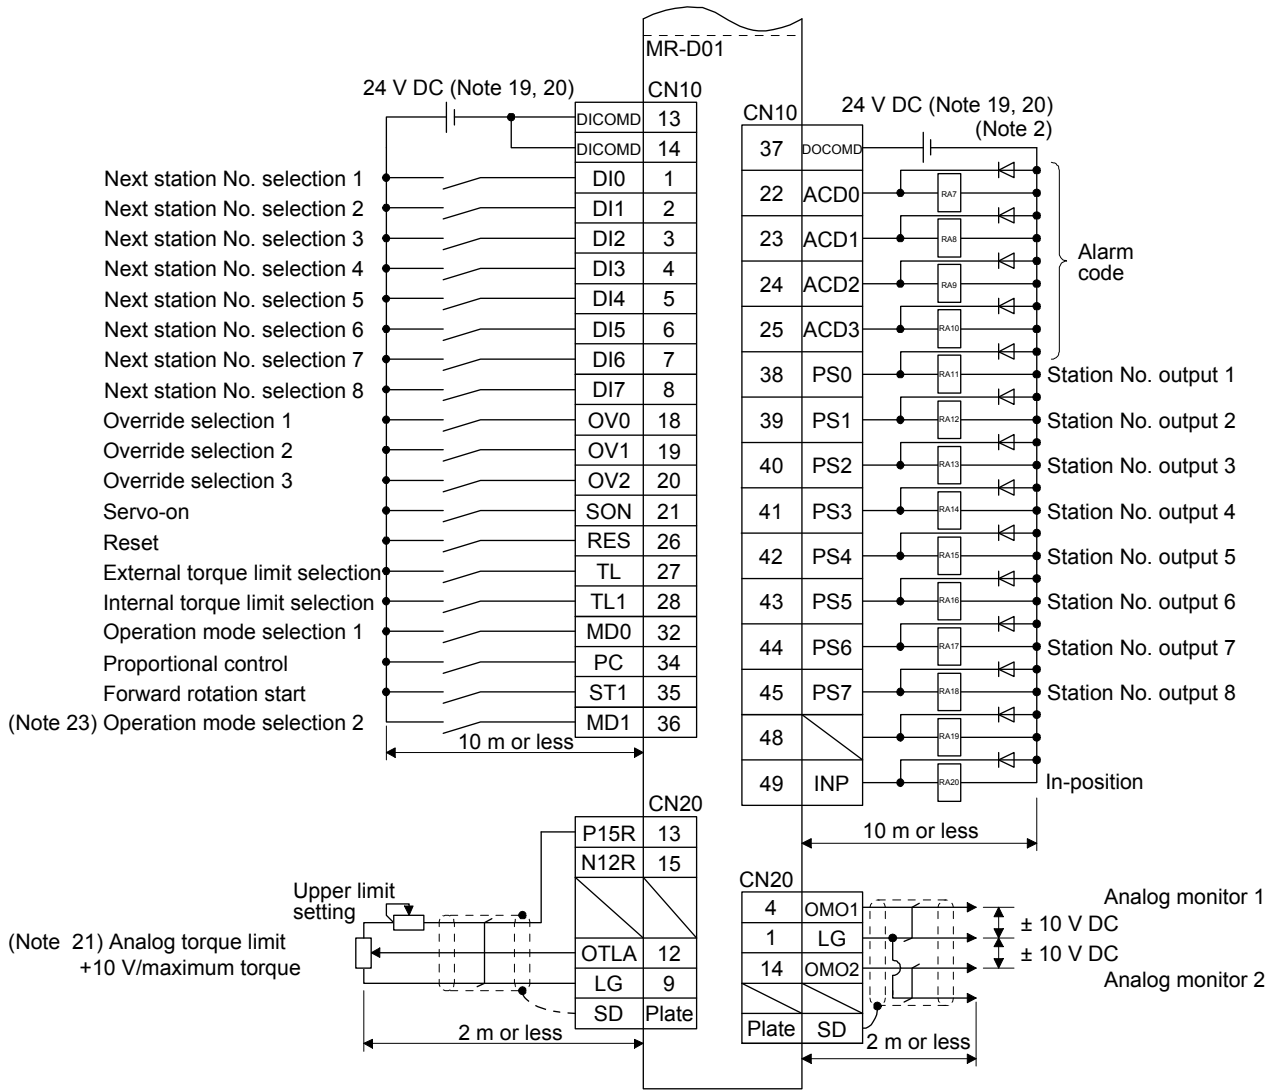 MR-D01
24 V DC (Note 19, 20)
CN10
DICOMD 13
DICOMD 14
Next station No. selection 1 DI0 1
Next station No. selection 2 DI1 2
Next station No. selection 3 DI2 3
Next station No. selection 4 DI3 4
Next station No. selection 5 DI4 5
Next station No. selection 6 DI5 6
Next station No. selection 7 DI6 7
Next station No. selection 8 DI7 8
Override selection 1 OV0 18
Override selection 2 OV1 19
Override selection 3 OV2 20
Servo-on SON 21
Reset RES 26
External torque limit selection TL 27
Internal torque limit selection TL1 28
Operation mode selection 1 MD0 32
Proportional control PC 34
Forward rotation start ST1 35
(Note 23) Operation mode selection 2 MD1 36
10 m or less
CN20
P15R 13
N12R 15
Upper limit
setting
(Note 21) Analog torque limit
+10 V/maximum torque
OTLA 12
LG 9
SD Plate
2 m or less
CN10
24 V DC (Note 19, 20)
(Note 2)
37 DOCOMD
22 ACD0 RA7
23 ACD1 RA8
24 ACD2 RA9
25 ACD3 RA10
Alarm
code
38 PS0 RA11 Station No. output 1
39 PS1 RA12 Station No. output 2
40 PS2 RA13 Station No. output 3
41 PS3 RA14 Station No. output 4
42 PS4 RA15 Station No. output 5
43 PS5 RA16 Station No. output 6
44 PS6 RA17 Station No. output 7
45 PS7 RA18 Station No. output 8
48 RA19
49 INP RA20 In-position
10 m or less
CN20
4 OMO1 Analog monitor 1
± 10 V DC
1 LG
± 10 V DC
14 OMO2 Analog monitor 2
Plate SD
2 m or less